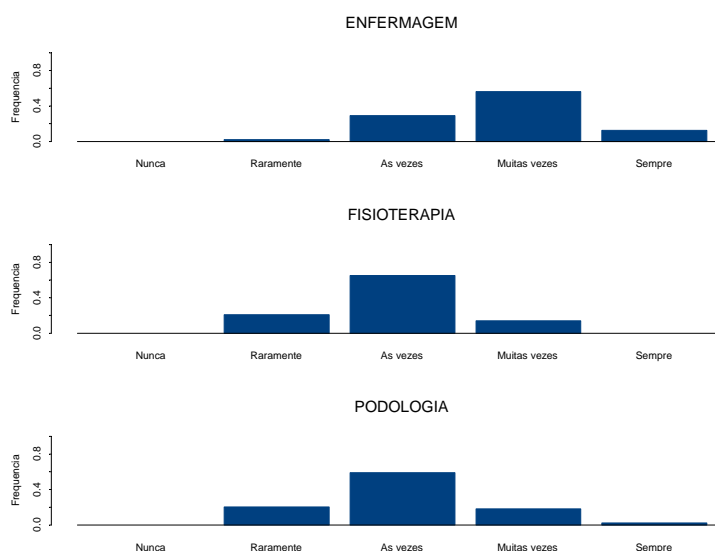 ENFERMAGEM
Frequencia
0.0 0.4 0.8
Nunca Raramente As vezes Muitas vezes Sempre
FISIOTERAPIA
Frequencia
0.0 0.4 0.8
Nunca Raramente As vezes Muitas vezes Sempre
PODOLOGIA
Frequencia
0.0 0.4 0.8
Nunca Raramente As vezes Muitas vezes Sempre